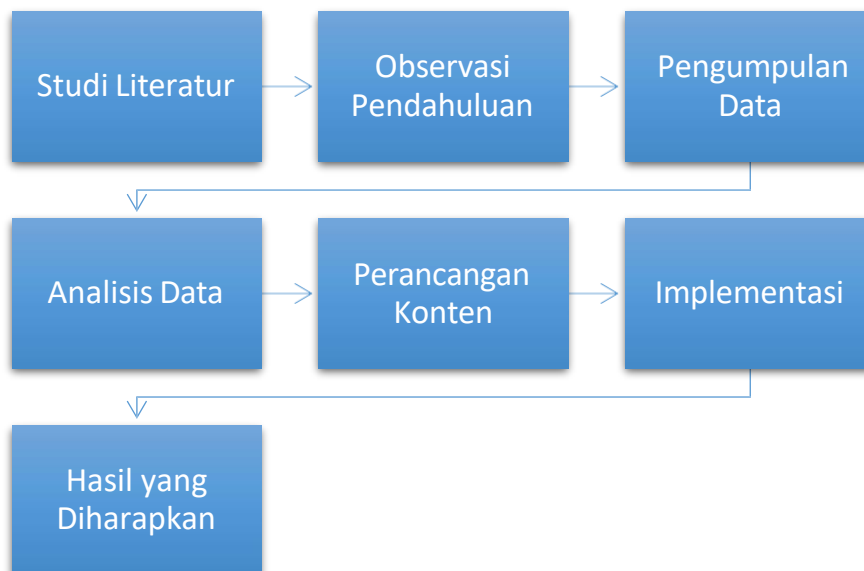 Studi Literatur
Observasi
Pendahuluan
Pengumpulan
Data
Analisis Data
Perancangan
Konten
Implementasi
Hasil yang
Diharapkan